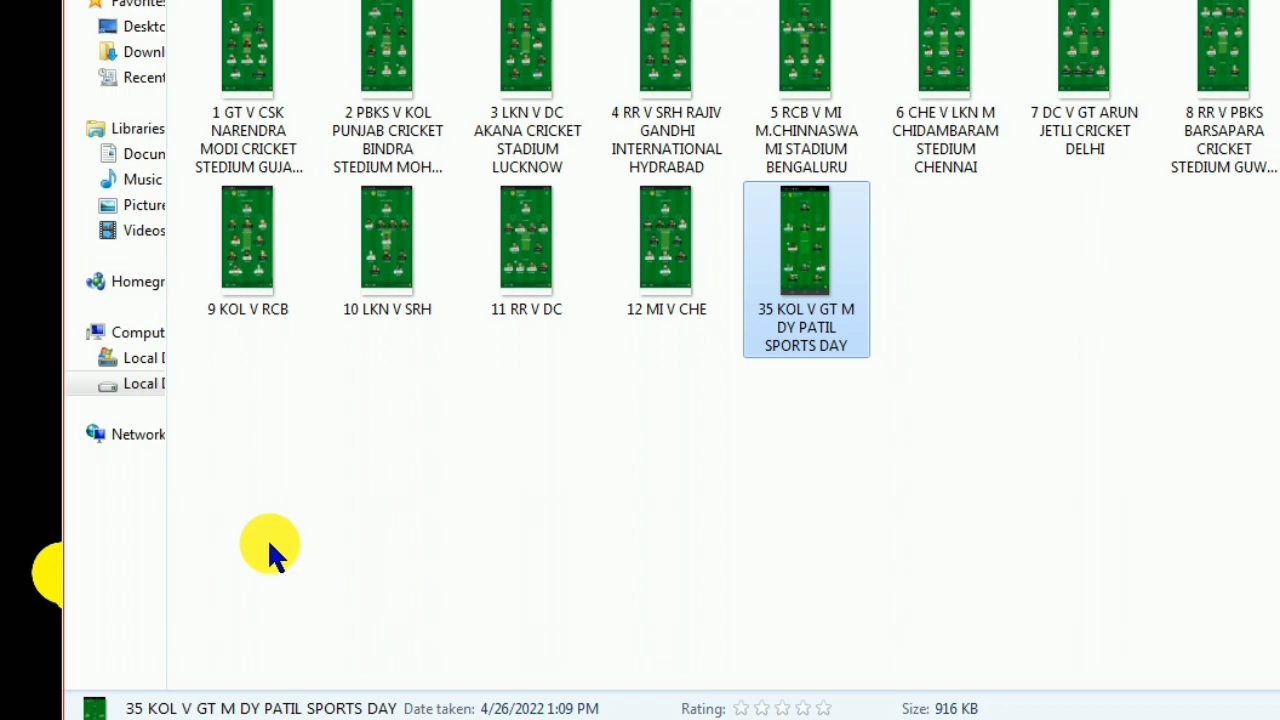 Favorites
Deskto
Downl
Recent
Libraries
Docun
Music
Picture
Videos
Homegr
Comput
Local D
Local D
Network
1 GT V CSK
NARENDRA
MODI CRICKET
STEDIUM GUJA...
2 PBKS V KOL
PUNJAB CRICKET
BINDRA
STEDIUM MOH...
3 LKN V DC
AKANA CRICKET
STADIUM
LUCKNOW
4 RR V SRH RAJIV
GANDHI
INTERNATIONAL
HYDRABAD
5 RCB V MI
M.CHINNASWA
MI STADIUM
BENGALURU
6 CHE V LKN M
CHIDAMBARAM
STEDIUM
CHENNAI
7 DC V GT ARUN
JETLI CRICKET
DELHI
8 RR V PBKS
BARSAPARA
CRICKET
STEDIUM GUW...
9 KOL V RCB
10 LKN V SRH
11 RR V DC
12 MI V CHE
35 KOL V GT M
DY PATIL
SPORTS DAY
35 KOL V GT M DY PATIL SPORTS DAY Date taken: 4/26/2022 1:09 PM Rating: Size: 916 KB